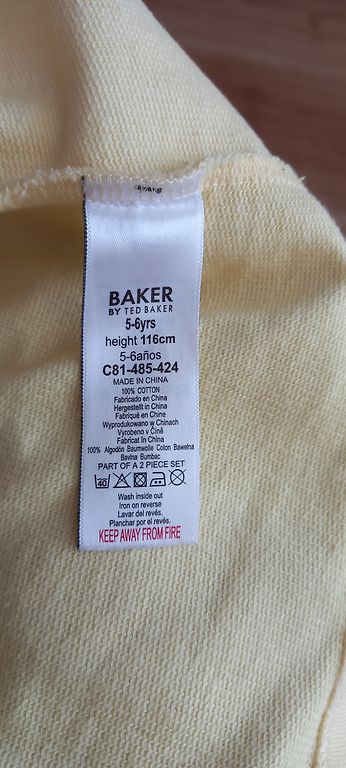 BAKER
BY TED BAKER
5-6yrs
height 116cm
5-6años
C81-485-424
MADE IN CHINA
100% COTTON
Fabricado en China
Hergestellt in China
Fabriqué en Chine
Wyprodukowano w Chinach
Vyrobeno v Číně
Fabricat în China
100% Algodón Baumwolle Coton Bawełna
Bavlna Bumbac
PART OF A 2 PIECE SET
40
Wash inside out
Iron on reverse
Lavar del revés.
Planchar por el revés.
KEEP AWAY FROM FIRE